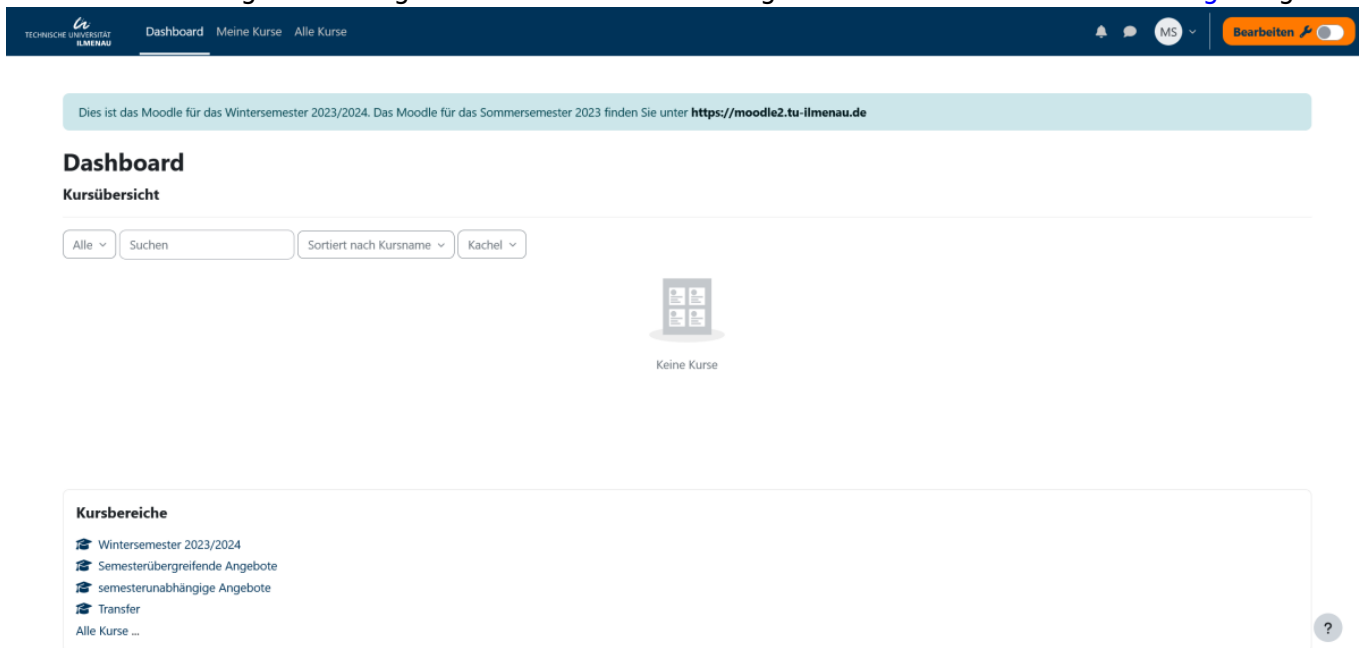 TECHNISCHE UNIVERSITÄT
ILMENAU
Dashboard Meine Kurse Alle Kurse
MS
Bearbeiten
Dies ist das Moodle für das Wintersemester 2023/2024. Das Moodle für das Sommersemester 2023 finden Sie unter https://moodle2.tu-ilmenau.de
Dashboard
Kursübersicht
Alle Suchen Sortiert nach Kursname Kachel
Keine Kurse
Kursbereiche
Wintersemester 2023/2024
Semesterübergreifende Angebote
semesterunabhängige Angebote
Transfer
Alle Kurse ...
?